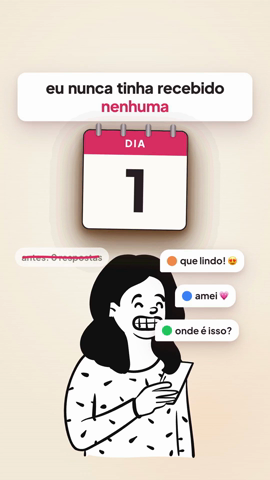 eu nunca tinha recebido
nenhuma
DIA
1
antes: 0 respostas
que lindo! 😍
amei 💗
onde é isso?